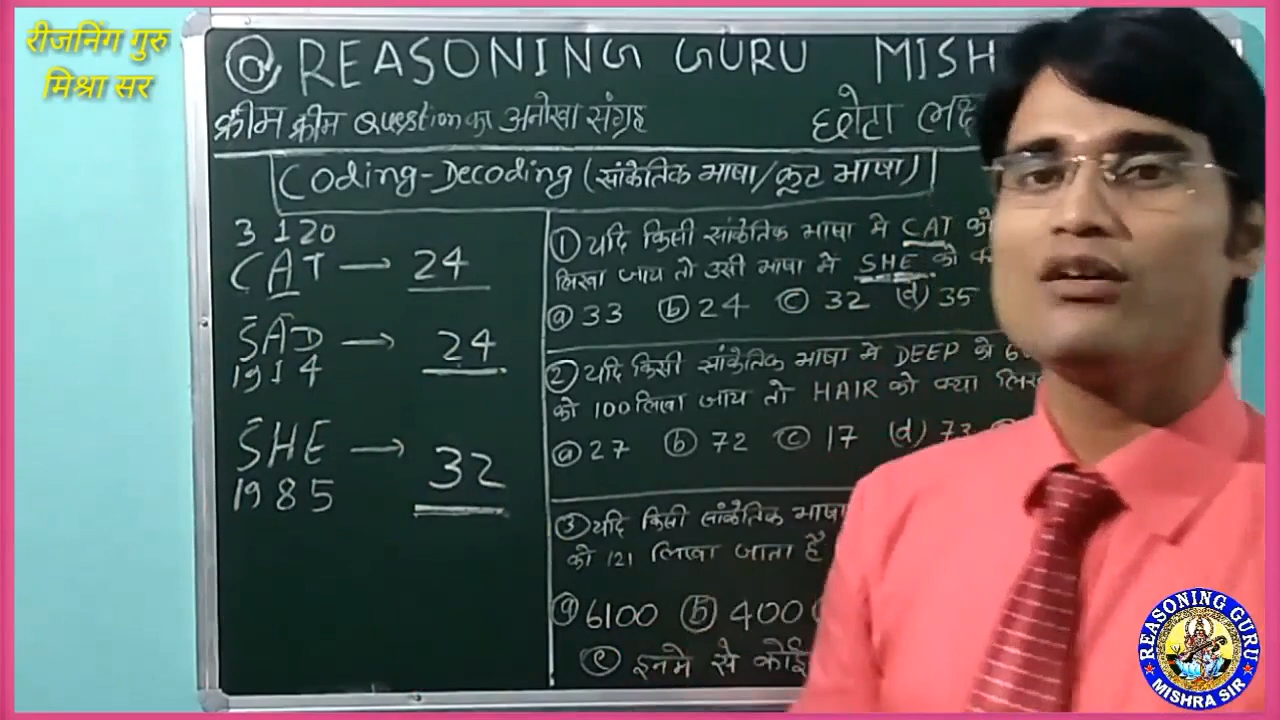 रीजनिंग गुरु
मिश्रा सर
@ REASONING GURU MISH
क्रीम क्रीम Question का अनोखा संग्रह छोटा
Coding-Decoding (सांकेतिक भाषा/कूट भाषा)
3 1 20
CAT → 24
SAD → 24
19 1 4
SHE → 32
19 8 5
① यदि किसी सांकेतिक भाषा मे CAT को
लिखा जाय तो उसी भाषा मे SHE को
ⓐ 33 ⓑ 24 ⓒ 32 (d) 35
② यदि किसी सांकेतिक भाषा मे DEEP को
को 100 लिखा जाय तो HAIR को क्या
ⓐ 27 ⓑ 72 ⓒ 17 (d) 73
③ यदि किसी सांकेतिक भाषा
को 121 लिखा जाता है
ⓐ 6100 ⓑ 400
ⓔ इनमे से कोई
REASONING GURU
MISHRA SIR